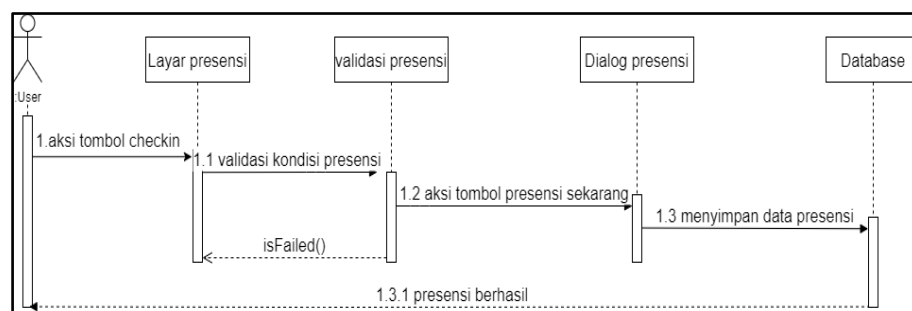 Layar presensi
validasi presensi
Dialog presensi
Database
:User
1.aksi tombol checkin
1.1 validasi kondisi presensi
1.2 aksi tombol presensi sekarang
1.3 menyimpan data presensi
isFailed()
1.3.1 presensi berhasil